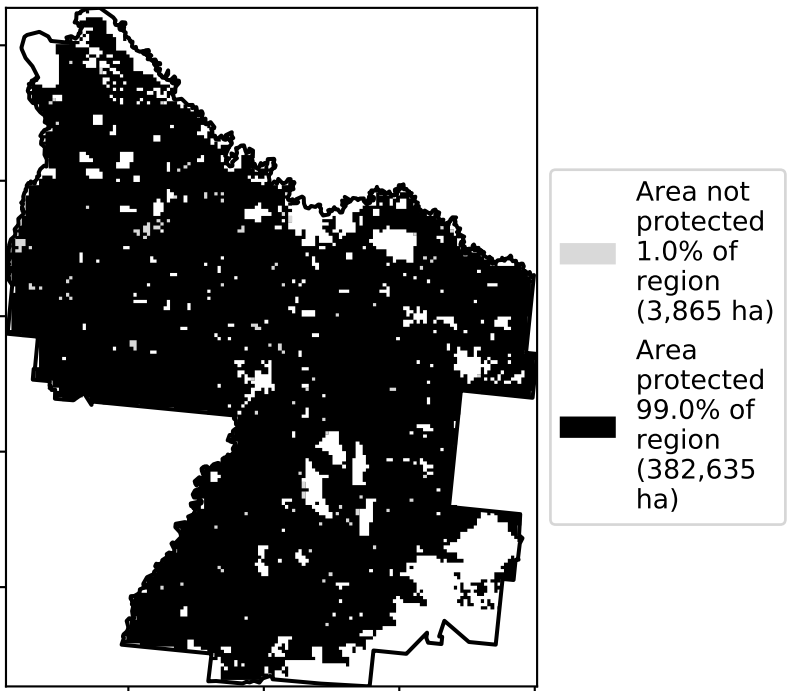 Area not
protected
1.0% of
region
(3,865 ha)
Area
protected
99.0% of
region
(382,635
ha)